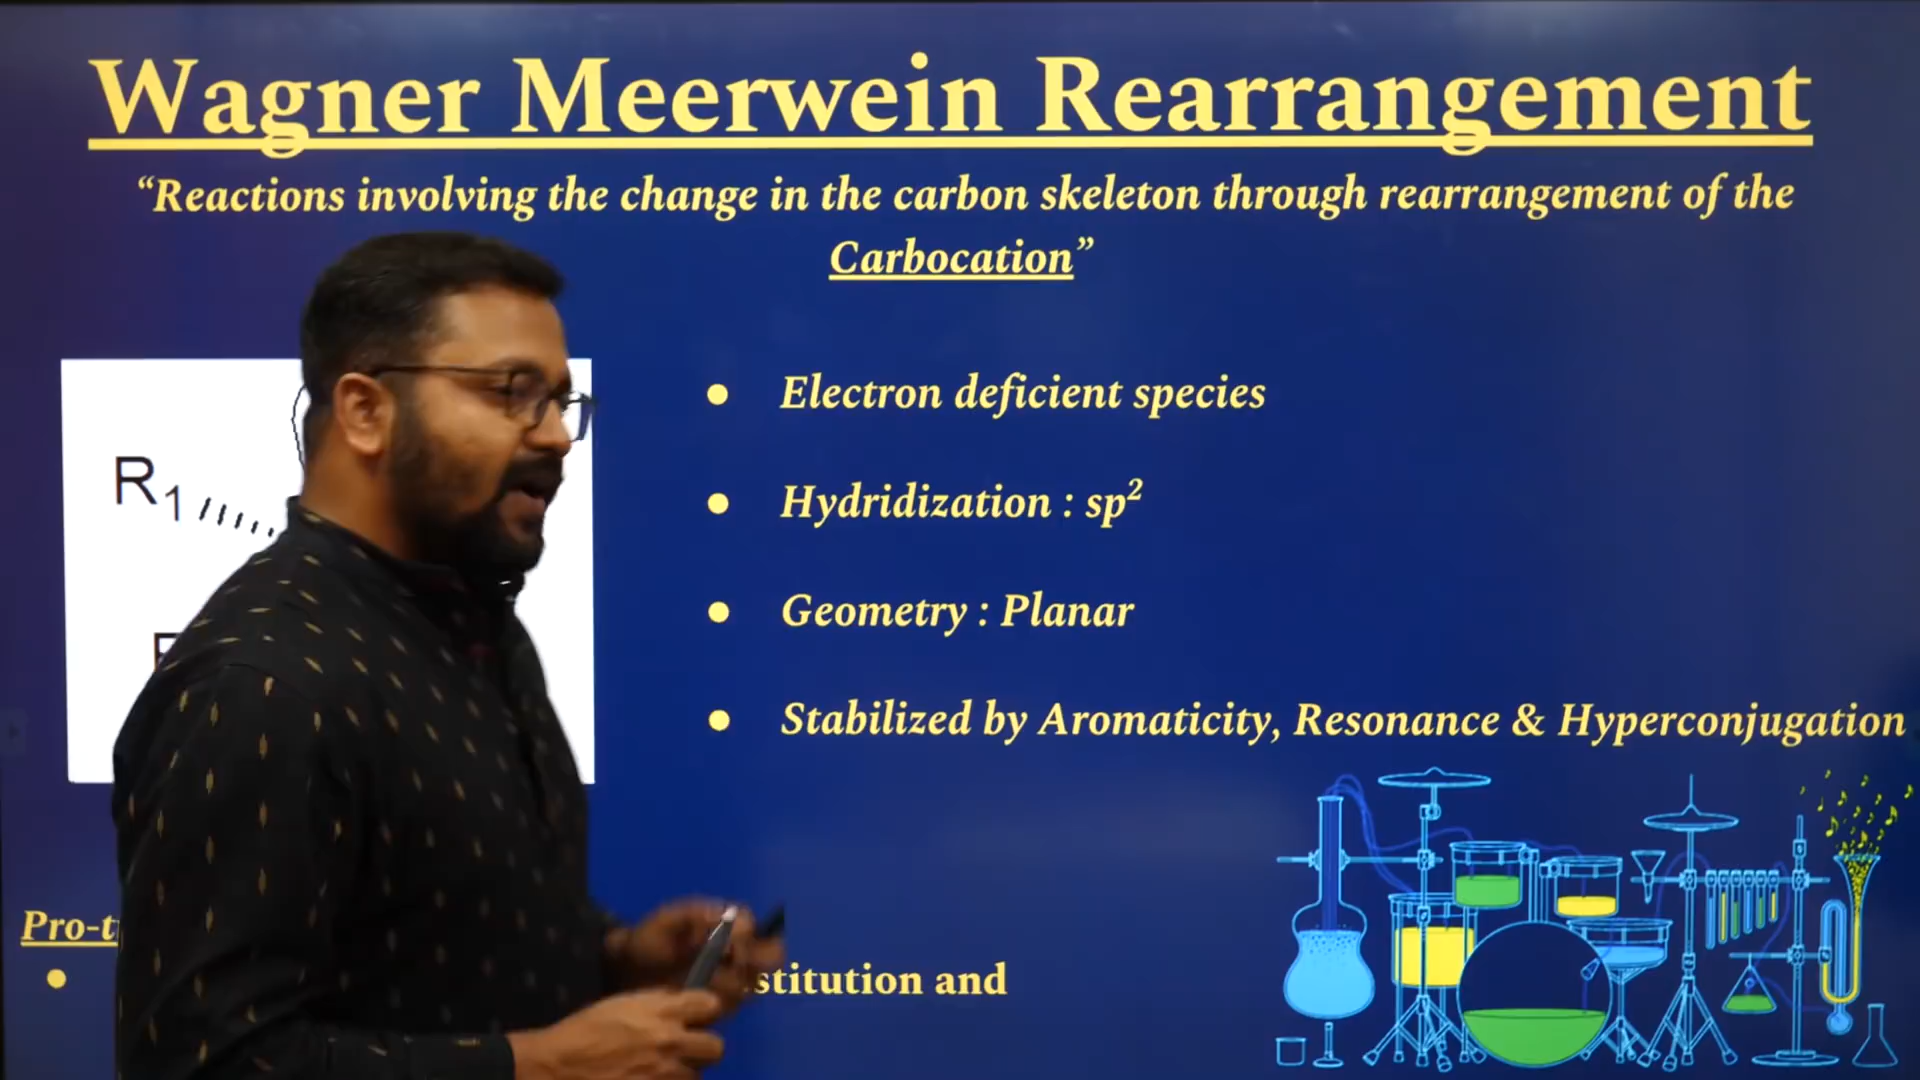 Wagner Meerwein Rearrangement
“Reactions involving the change in the carbon skeleton through rearrangement of the
Carbocation”
R1
• Electron deficient species
• Hydridization : sp²
• Geometry : Planar
• Stabilized by Aromaticity, Resonance & Hyperconjugation
Pro-t
•
stitution and